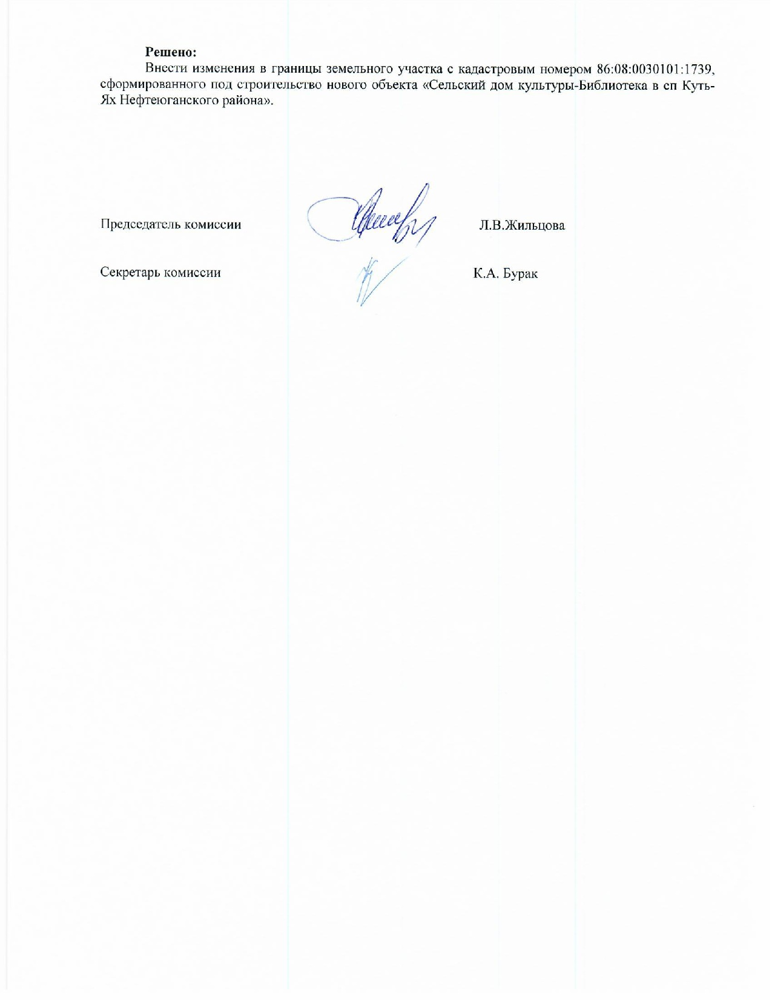 Решено:
Внести изменения в границы земельного участка с кадастровым номером 86:08:0030101:1739,
сформированного под строительство нового объекта «Сельский дом культуры-Библиотека в сп Куть-
Ях Нефтеюганского района».
Председатель комиссии Л.В.Жильцова
Секретарь комиссии К.А. Бурак